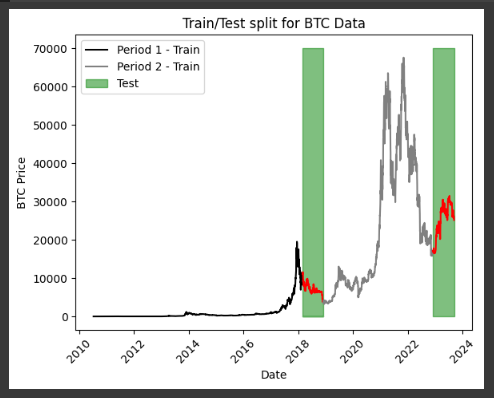 Train/Test split for BTC Data
Period 1 - Train
Period 2 - Train
Test
BTC Price
70000
60000
50000
40000
30000
20000
10000
0
2010
2012
2014
2016
2018
2020
2022
2024
Date